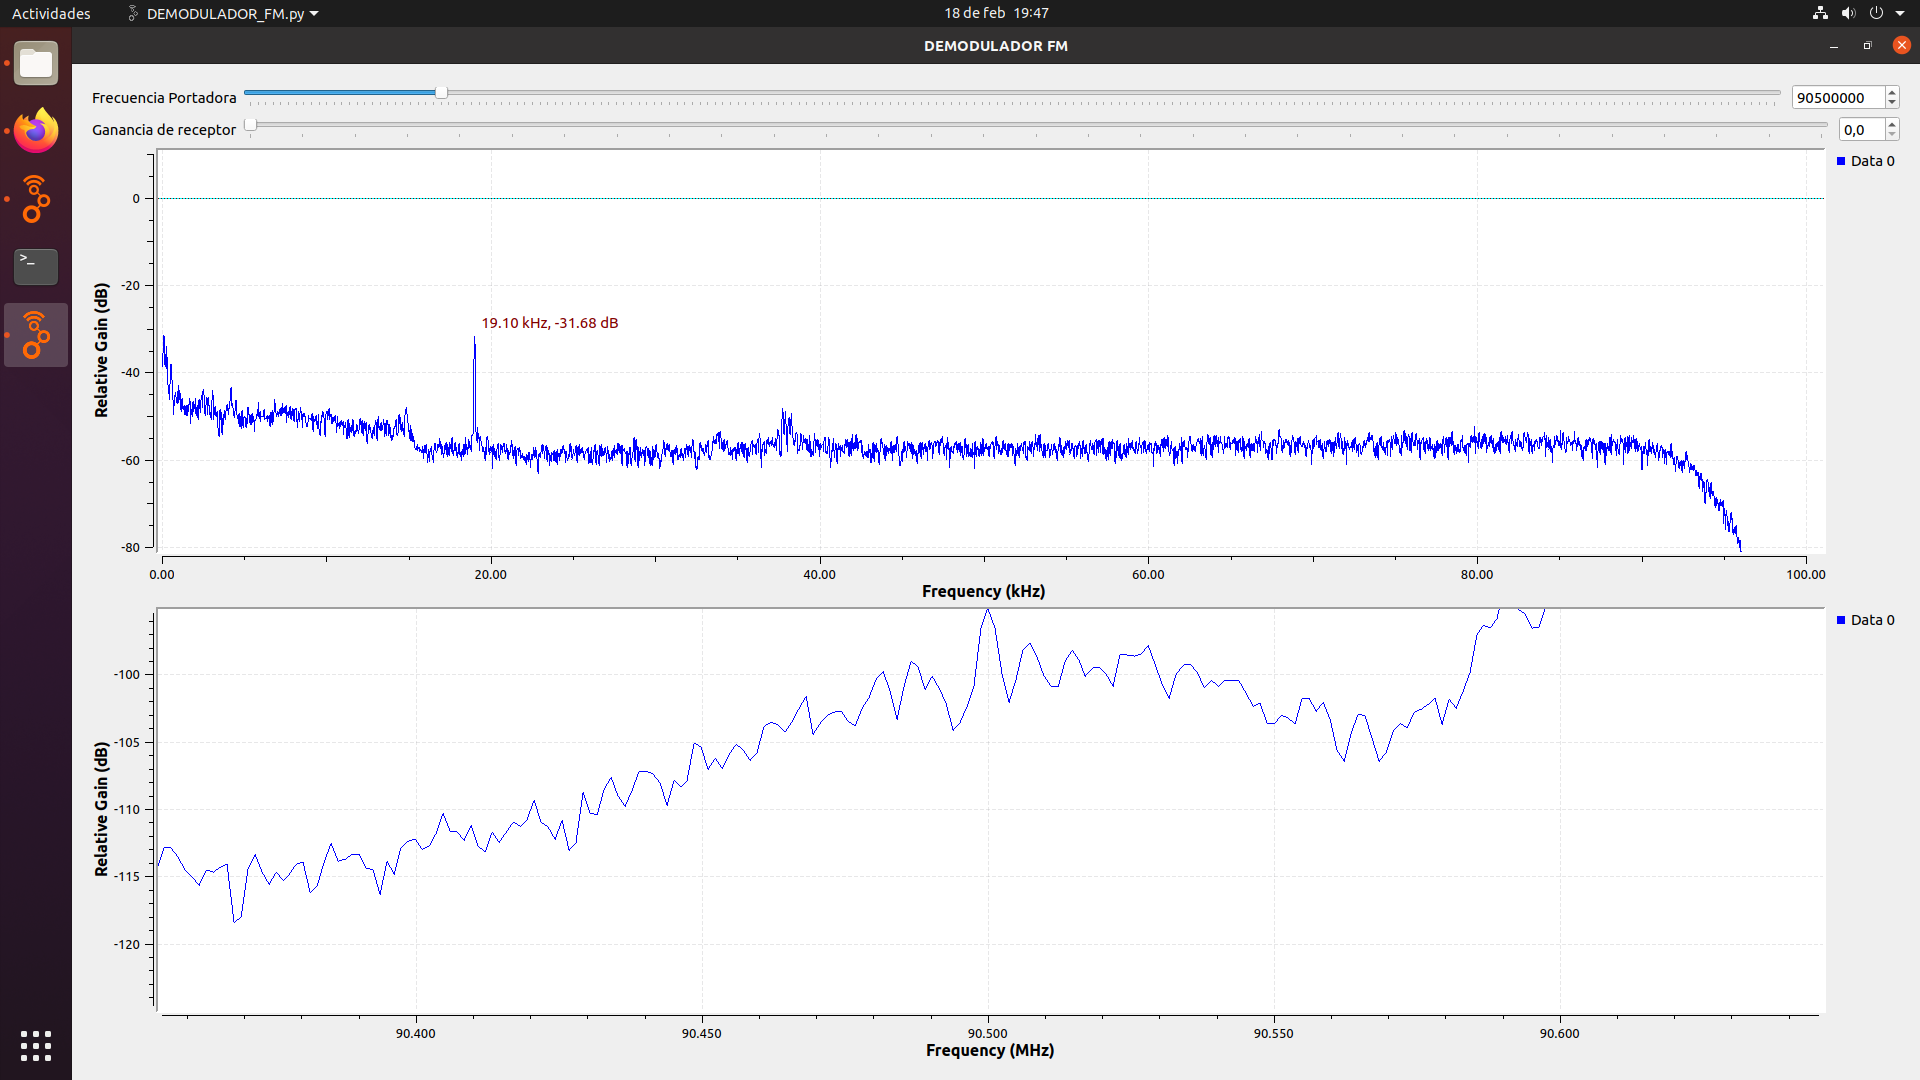 Actividades DEMODULADOR_FM.py 18 de feb 19:47
DEMODULADOR FM
Frecuencia Portadora 90500000
Ganancia de receptor 0,0
Data 0
0
-20
-40
-60
-80
Relative Gain (dB)
19.10 kHz, -31.68 dB
0.00 20.00 40.00 60.00 80.00 100.00
Frequency (kHz)
Data 0
-100
-105
-110
-115
-120
Relative Gain (dB)
90.400 90.450 90.500 90.550 90.600
Frequency (MHz)
>_